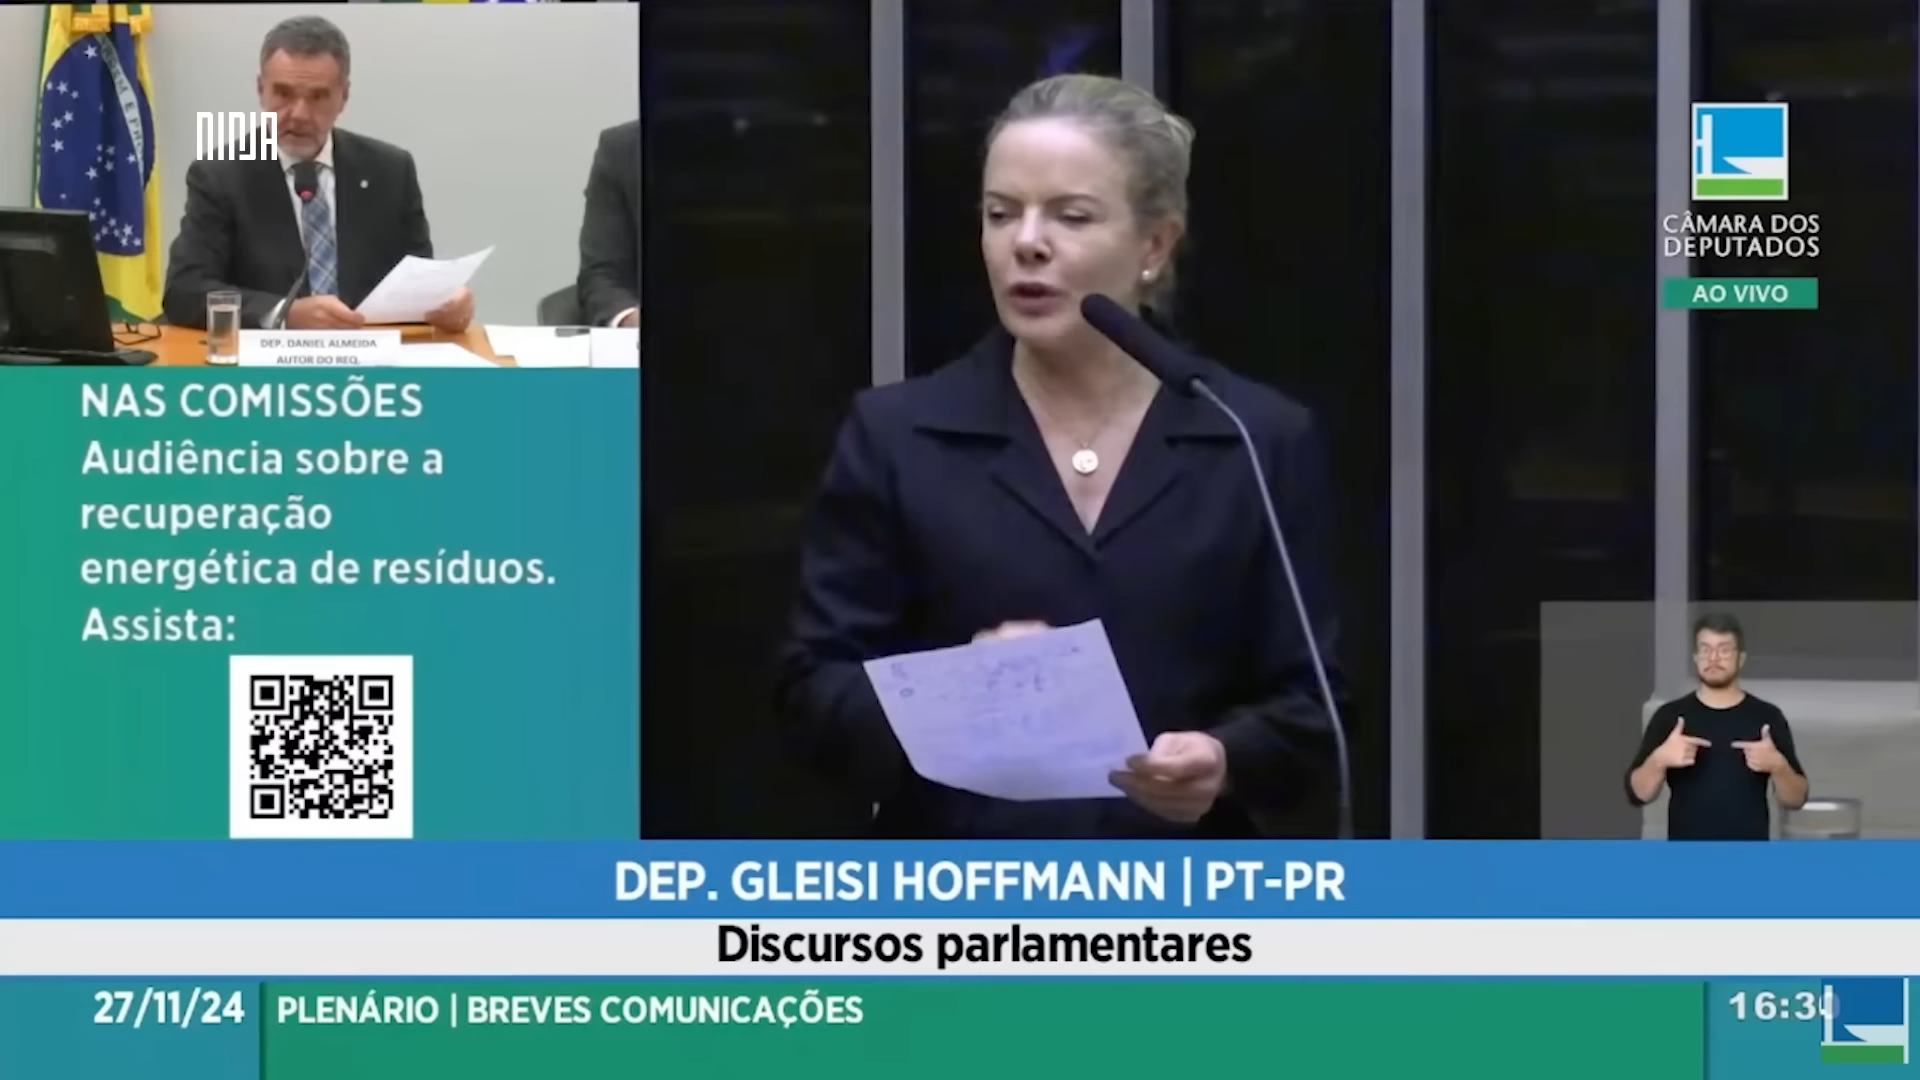 NINJA
DEP. DANIEL ALMEIDA
AUTOR DO REQ.
NAS COMISSÕES
Audiência sobre a
recuperação
energética de resíduos.
Assista:
CÂMARA DOS
DEPUTADOS
AO VIVO
DEP. GLEISI HOFFMANN | PT-PR
Discursos parlamentares
27/11/24
PLENÁRIO | BREVES COMUNICAÇÕES